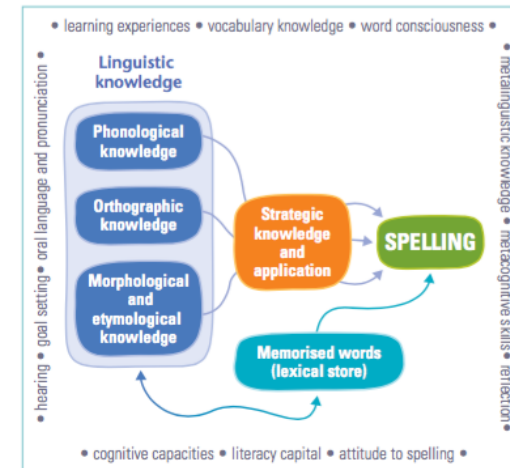 • learning experiences • vocabulary knowledge • word consciousness •
Linguistic
knowledge
Phonological
knowledge
Orthographic
knowledge
Morphological
and
etymological
knowledge
Strategic
knowledge
and
application
SPELLING
Memorised words
(lexical store)
• hearing • goal setting • oral language and pronunciation •
• metalinguistic knowledge • metacognitive skills • reflection •
• cognitive capacities • literacy capital • attitude to spelling •